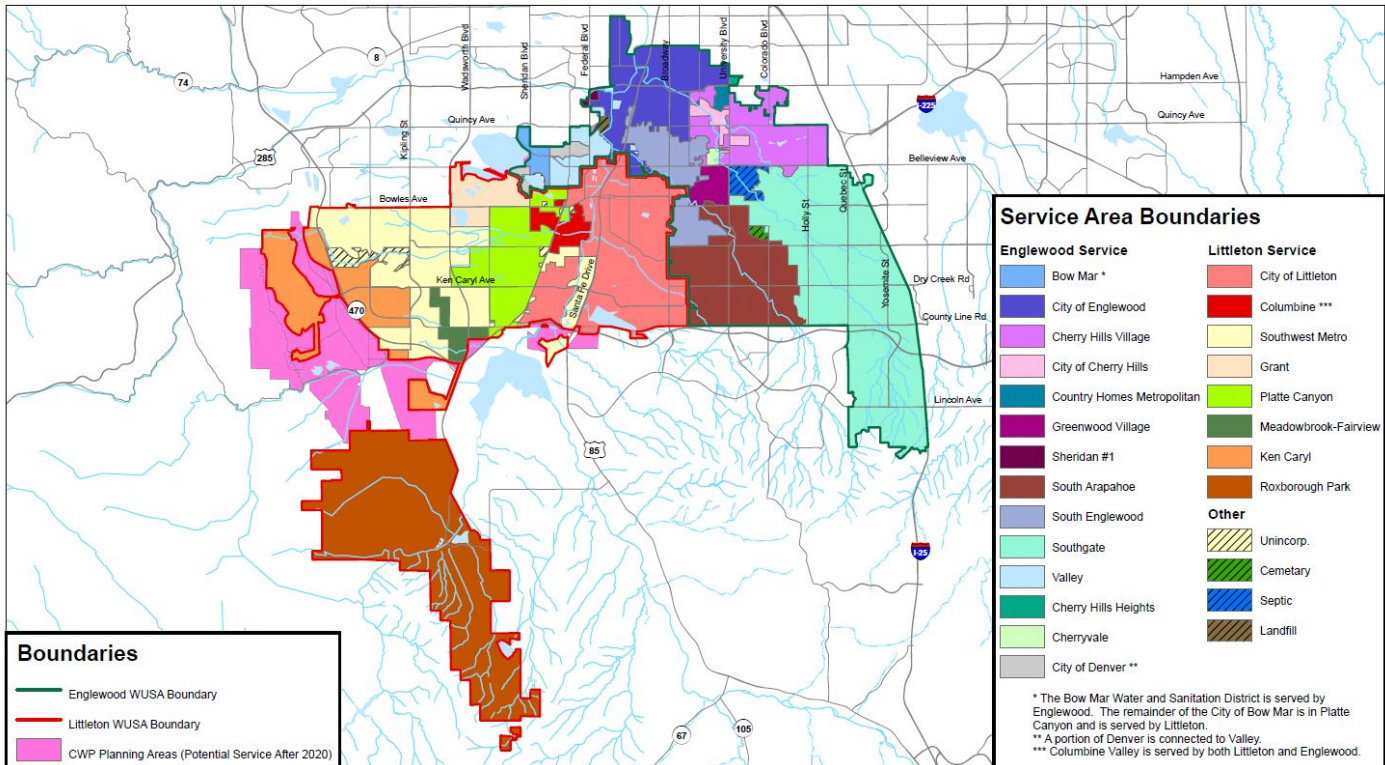 Wadsworth Blvd
Sheridan Blvd
Federal Blvd
Broadway
University Blvd
Colorado Blvd
8
74
Hampden Ave
I-225
Quincy Ave
Quincy Ave
Kipling St
285
Belleview Ave
Quebec St
Bowles Ave
Holly St
Yosemite St
Ken Caryl Ave
Santa Fe Drive
Dry Creek Rd
470
County Line Rd
Lincoln Ave
85
I-25
67
105
Service Area Boundaries
Englewood Service
Bow Mar *
City of Englewood
Cherry Hills Village
City of Cherry Hills
Country Homes Metropolitan
Greenwood Village
Sheridan #1
South Arapahoe
South Englewood
Southgate
Valley
Cherry Hills Heights
Cherryvale
City of Denver **
Littleton Service
City of Littleton
Columbine ***
Southwest Metro
Grant
Platte Canyon
Meadowbrook-Fairview
Ken Caryl
Roxborough Park
Other
Unincorp.
Cemetary
Septic
Landfill
* The Bow Mar Water and Sanitation District is served by
Englewood. The remainder of the City of Bow Mar is in Platte
Canyon and is served by Littleton.
** A portion of Denver is connected to Valley.
*** Columbine Valley is served by both Littleton and Englewood.
Boundaries
Englewood WUSA Boundary
Littleton WUSA Boundary
CWP Planning Areas (Potential Service After 2020)